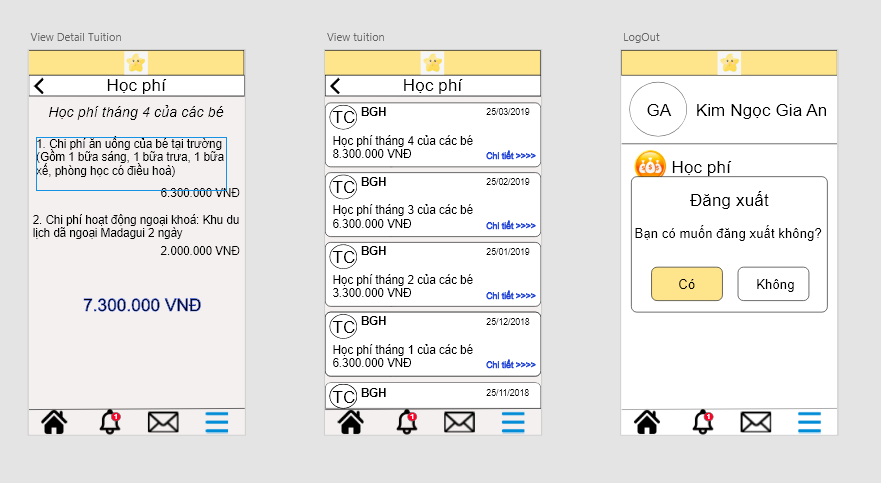 View Detail Tuition
Học phí
Học phí tháng 4 của các bé
1. Chi phí ăn uống của bé tại trường
(Gồm 1 bữa sáng, 1 bữa trưa, 1 bữa
xế, phòng học có điều hoà)
6.300.000 VNĐ
2. Chi phí hoạt động ngoại khoá: Khu du
lịch dã ngoại Madagui 2 ngày
2.000.000 VNĐ
7.300.000 VNĐ
1
View tuition
Học phí
TC
BGH
25/03/2019
Học phí tháng 4 của các bé
8.300.000 VNĐ
Chi tiết >>>>
TC
BGH
25/02/2019
Học phí tháng 3 của các bé
6.300.000 VNĐ
Chi tiết >>>>
TC
BGH
25/01/2019
Học phí tháng 2 của các bé
3.300.000 VNĐ
Chi tiết >>>>
TC
BGH
25/12/2018
Học phí tháng 1 của các bé
6.300.000 VNĐ
Chi tiết >>>>
TC
BGH
25/11/2018
1
LogOut
GA
Kim Ngọc Gia An
Học phí
Đăng xuất
Bạn có muốn đăng xuất không?
Có
Không
1